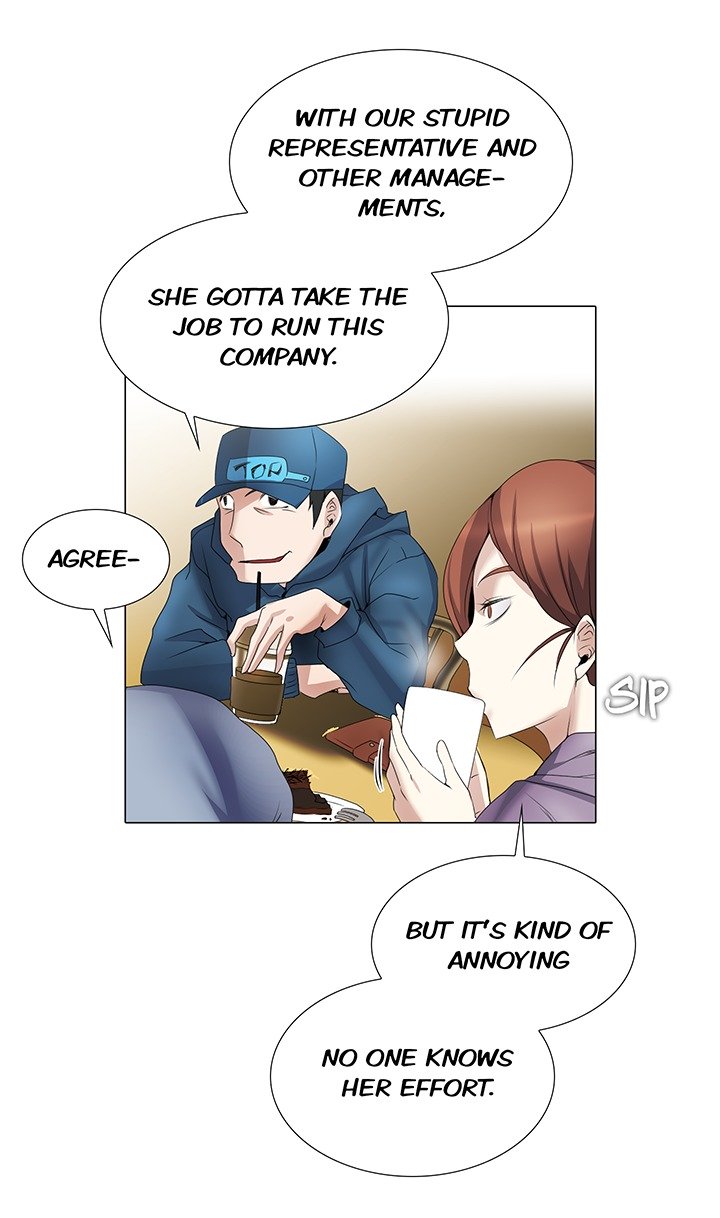 WITH OUR STUPID
REPRESENTATIVE AND
OTHER MANAGE-
MENTS,
SHE GOTTA TAKE THE
JOB TO RUN THIS
COMPANY.
TOP
AGREE-
SIP
BUT IT'S KIND OF
ANNOYING
NO ONE KNOWS
HER EFFORT.